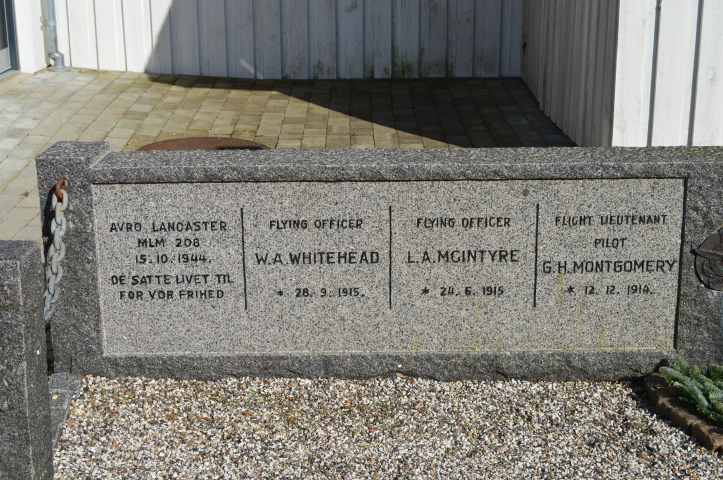 AVRO. LANCASTER
MLM 208
15.10.1944.
DE SATTE LIVET TIL
FOR VOR FRIHED
FLYING OFFICER
W.A. WHITEHEAD
* 28. 9. 1915.
FLYING OFFICER
L.A. MCINTYRE
* 24. 6. 1915
FLIGHT LIEUTENANT
PILOT
G.H. MONTGOMERY
* 12. 12. 1914.